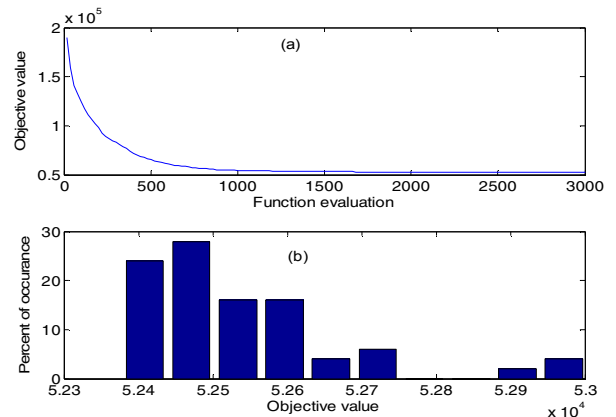 x 10^5
(a)
Objective value
2
1.5
1
0.5
0 500 1000 1500 2000 2500 3000
Function evaluation
(b)
Percent of occurance
30
20
10
0
5.23 5.24 5.25 5.26 5.27 5.28 5.29 5.3
x 10^4
Objective value